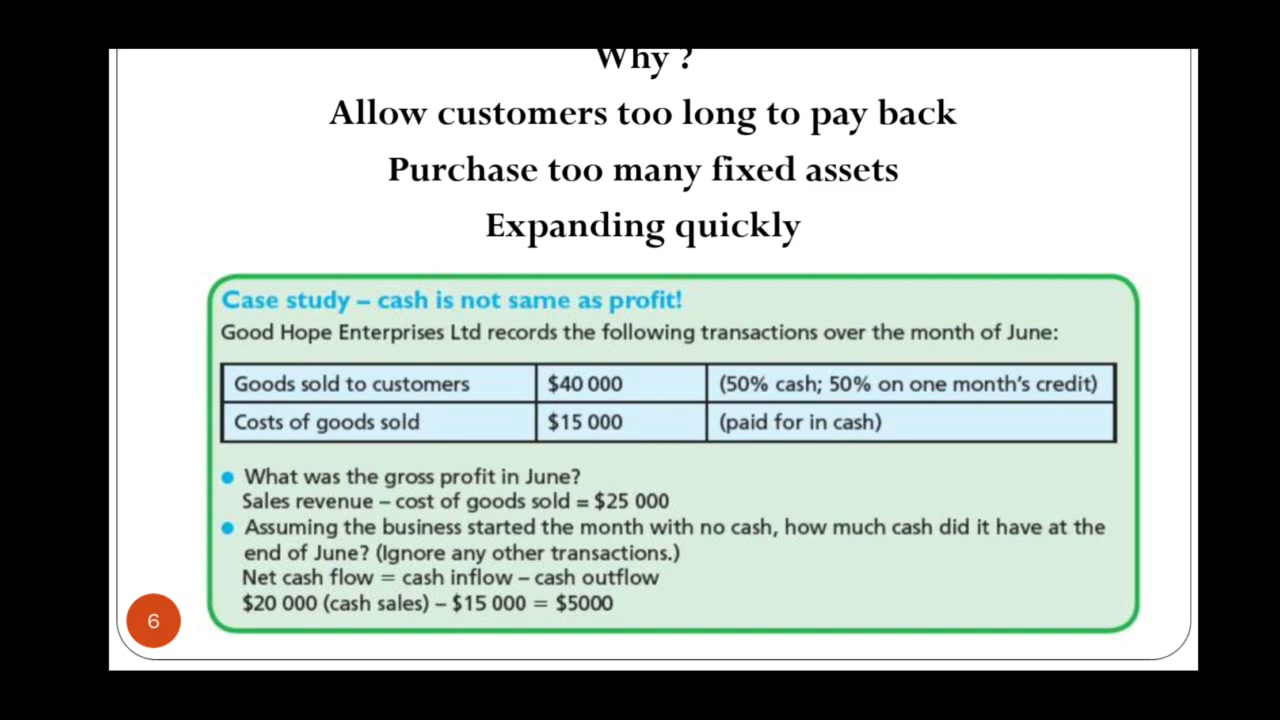 Why ?
Allow customers too long to pay back
Purchase too many fixed assets
Expanding quickly
Case study – cash is not same as profit!
Good Hope Enterprises Ltd records the following transactions over the month of June:
Goods sold to customers $40 000 (50% cash; 50% on one month's credit)
Costs of goods sold $15 000 (paid for in cash)
What was the gross profit in June?
Sales revenue – cost of goods sold = $25 000
Assuming the business started the month with no cash, how much cash did it have at the
end of June? (Ignore any other transactions.)
Net cash flow = cash inflow – cash outflow
$20 000 (cash sales) – $15 000 = $5000
6